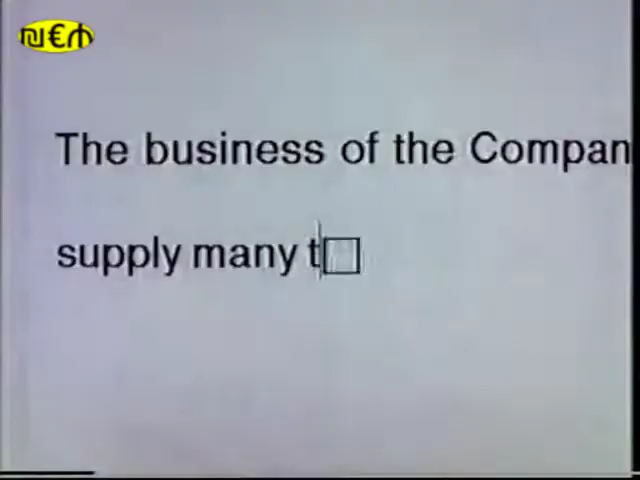 The business of the Compan
supply many t